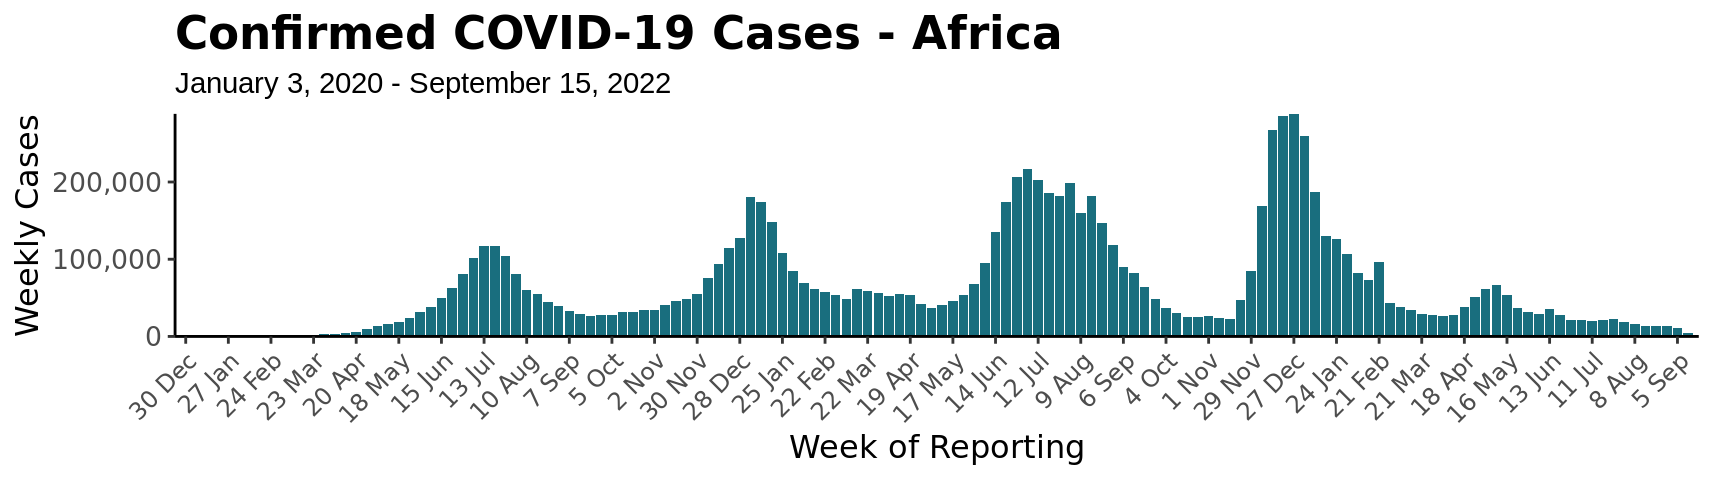 Confirmed COVID-19 Cases - Africa
January 3, 2020 - September 15, 2022
Weekly Cases
200,000
100,000
0
30 Dec
27 Jan
24 Feb
23 Mar
20 Apr
18 May
15 Jun
13 Jul
10 Aug
7 Sep
5 Oct
2 Nov
30 Nov
28 Dec
25 Jan
22 Feb
22 Mar
19 Apr
17 May
14 Jun
12 Jul
9 Aug
6 Sep
4 Oct
1 Nov
29 Nov
27 Dec
24 Jan
21 Feb
21 Mar
18 Apr
16 May
13 Jun
11 Jul
8 Aug
5 Sep
Week of Reporting